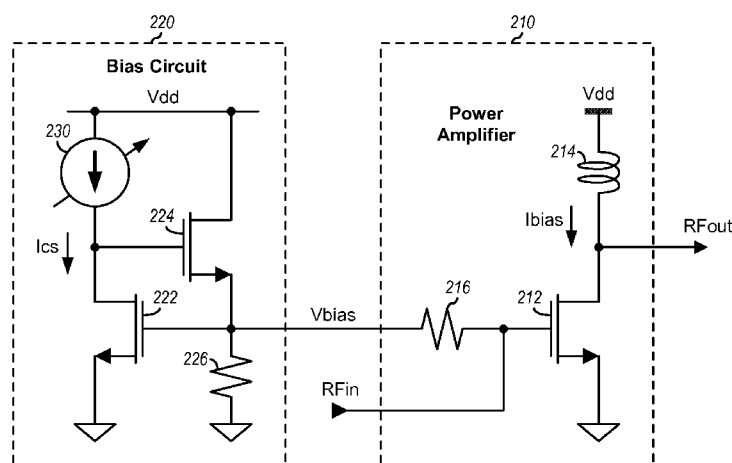 220
210
Bias Circuit
Vdd
Power
Amplifier
Vdd
230
214
224
Ics
Ibias
RFout
222
216
212
Vbias
226
RFin